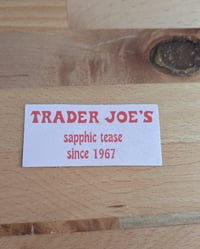 TRADER JOE'S
sapphic tease
since 1967